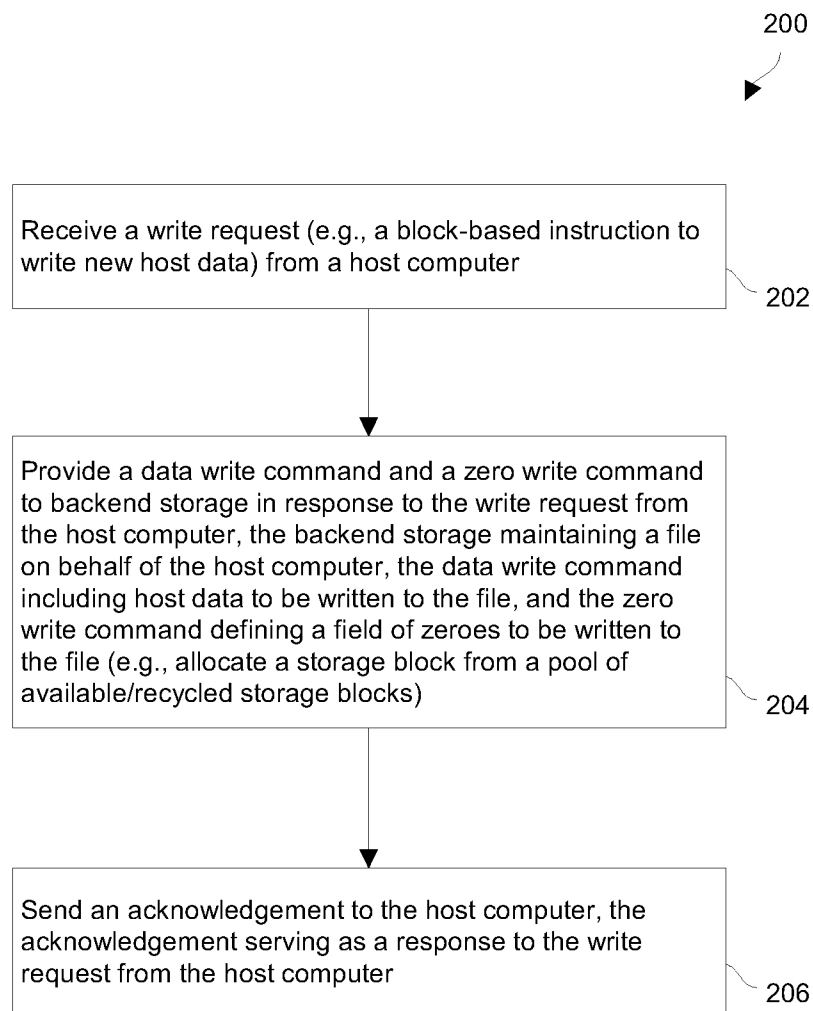 200
Receive a write request (e.g., a block-based instruction to
write new host data) from a host computer
202
Provide a data write command and a zero write command
to backend storage in response to the write request from
the host computer, the backend storage maintaining a file
on behalf of the host computer, the data write command
including host data to be written to the file, and the zero
write command defining a field of zeroes to be written to
the file (e.g., allocate a storage block from a pool of
available/recycled storage blocks)
204
Send an acknowledgement to the host computer, the
acknowledgement serving as a response to the write
request from the host computer
206